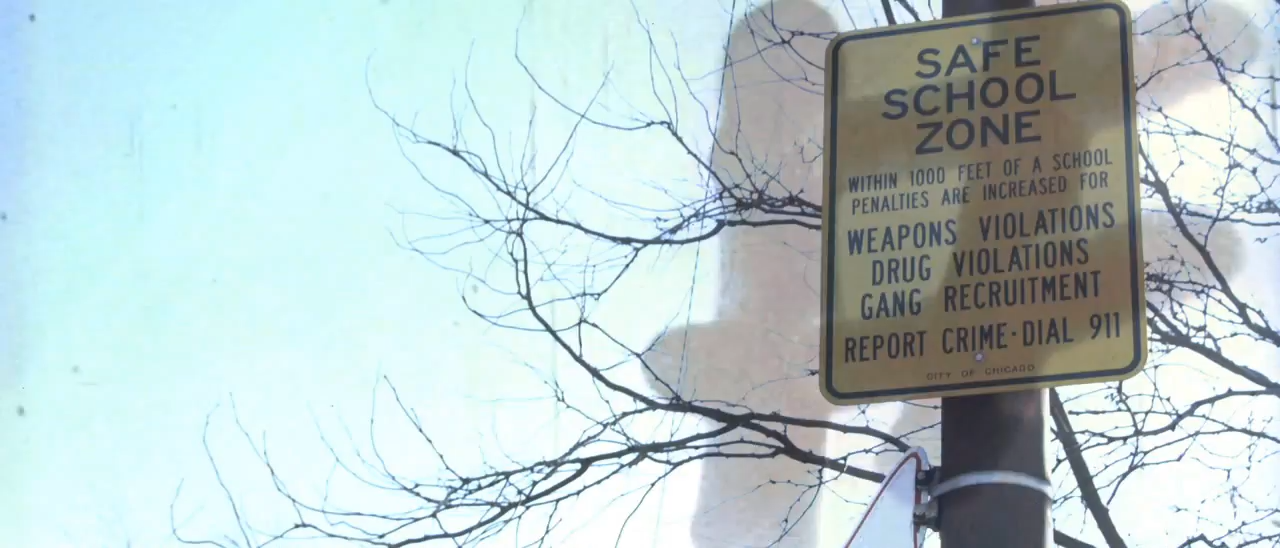 SAFE
SCHOOL
ZONE
WITHIN 1000 FEET OF A SCHOOL
PENALTIES ARE INCREASED FOR
WEAPONS VIOLATIONS
DRUG VIOLATIONS
GANG RECRUITMENT
REPORT CRIME·DIAL 911
CITY OF CHICAGO